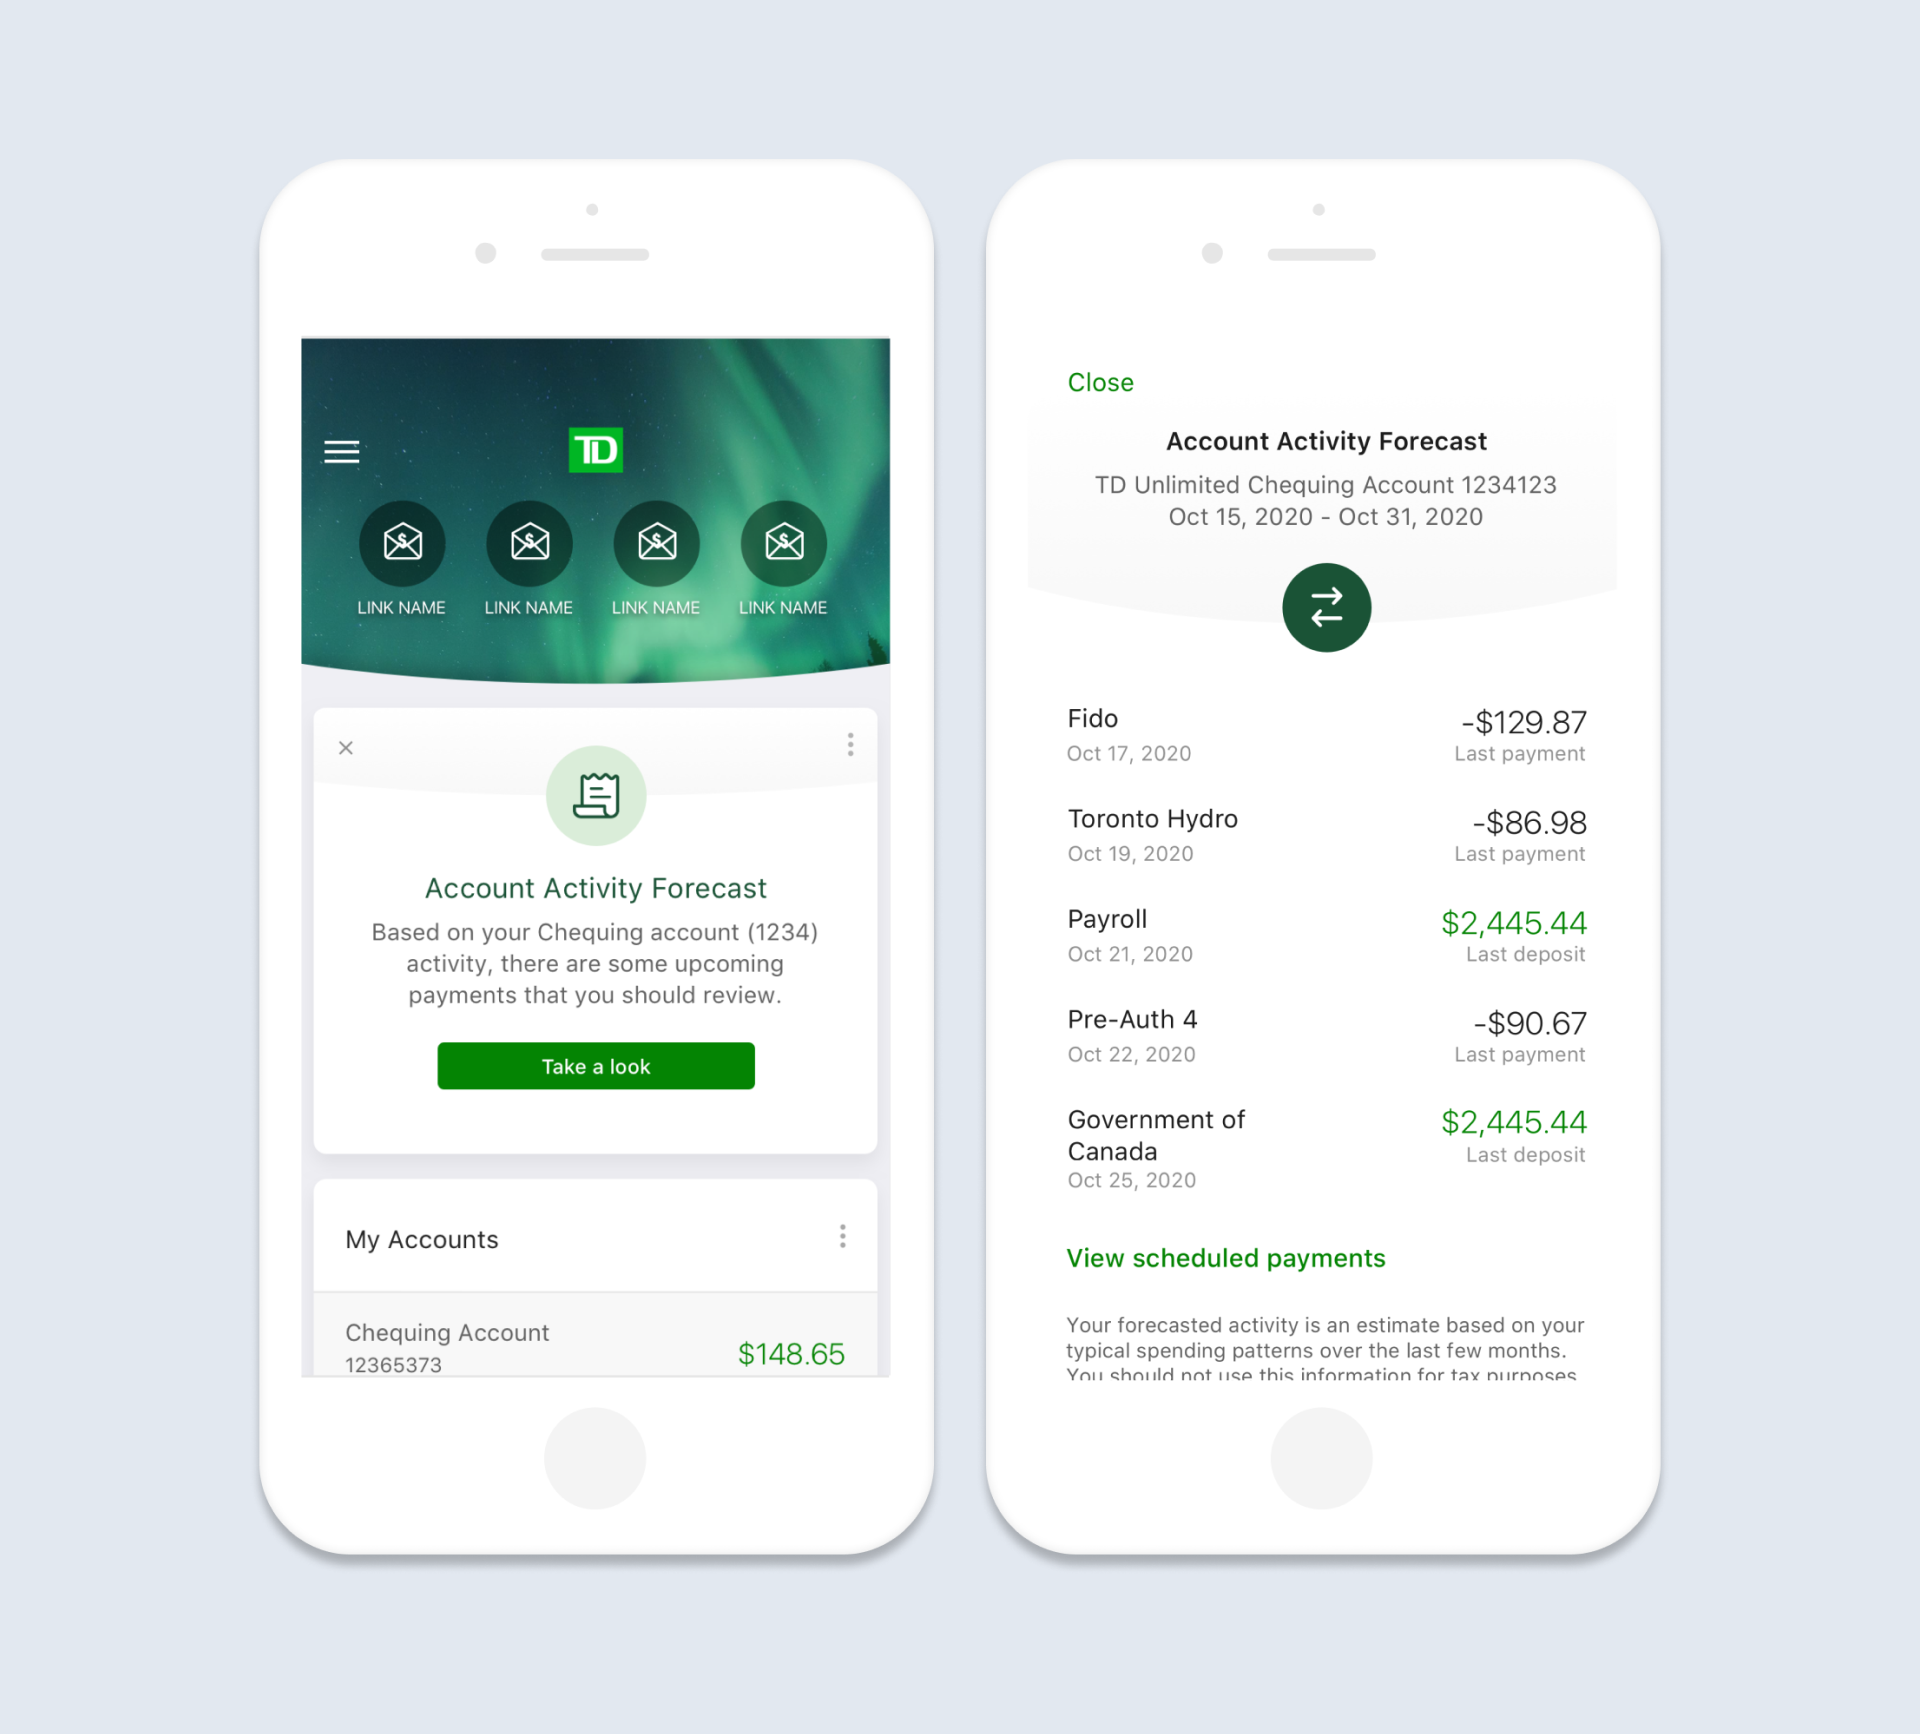 TD
LINK NAME LINK NAME LINK NAME LINK NAME
Account Activity Forecast
Based on your Chequing account (1234)
activity, there are some upcoming
payments that you should review.
Take a look
My Accounts
Chequing Account
12365373
$148.65
Close
Account Activity Forecast
TD Unlimited Chequing Account 1234123
Oct 15, 2020 - Oct 31, 2020
Fido
-$129.87
Oct 17, 2020
Last payment
Toronto Hydro
-$86.98
Oct 19, 2020
Last payment
Payroll
$2,445.44
Oct 21, 2020
Last deposit
Pre-Auth 4
-$90.67
Oct 22, 2020
Last payment
Government of
Canada
$2,445.44
Last deposit
Oct 25, 2020
View scheduled payments
Your forecasted activity is an estimate based on your
typical spending patterns over the last few months.
You should not use this information for tax purposes